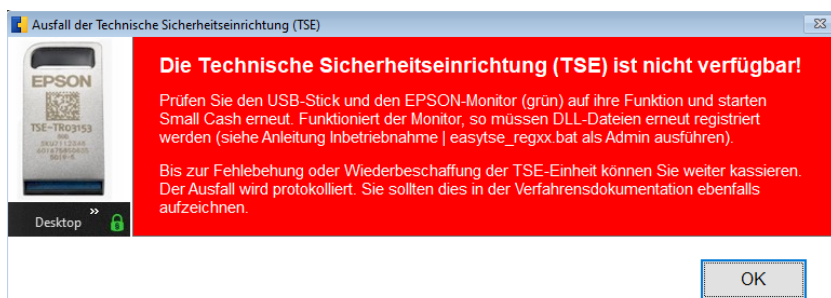 Ausfall der Technische Sicherheitseinrichtung (TSE)
EPSON
TSE-TR03153
Desktop
»
Die Technische Sicherheitseinrichtung (TSE) ist nicht verfügbar!
Prüfen Sie den USB-Stick und den EPSON-Monitor (grün) auf ihre Funktion und starten
Small Cash erneut. Funktioniert der Monitor, so müssen DLL-Dateien erneut registriert
werden (siehe Anleitung Inbetriebnahme | easytse_regxx.bat als Admin ausführen).
Bis zur Fehlebehung oder Wiederbeschaffung der TSE-Einheit können Sie weiter kassieren.
Der Ausfall wird protokolliert. Sie sollten dies in der Verfahrensdokumentation ebenfalls
aufzeichnen.
OK